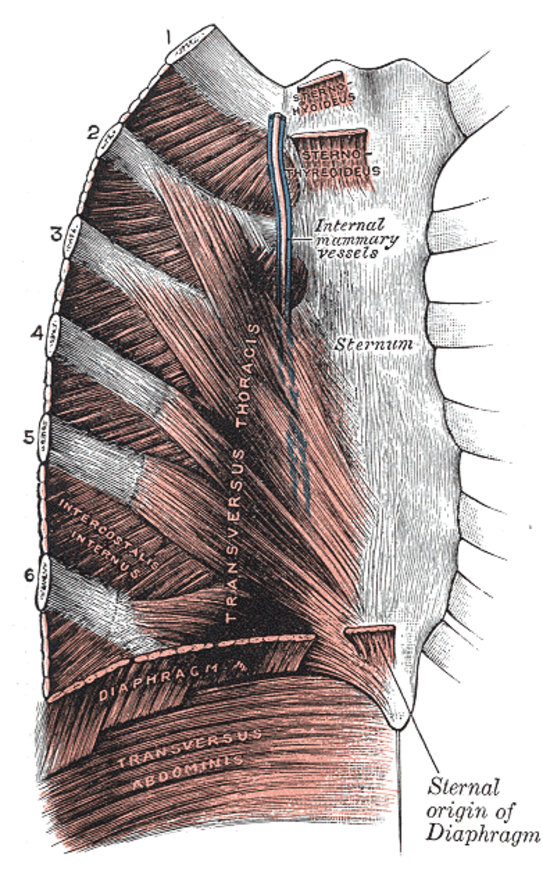 1
STERNO-
HYOIDEUS
2
STERNO-
THYREOIDEUS
Internal
mammary
vessels
3
4
Sternum
TRANSVERSUS THORACIS
5
INTERCOSTALIS
INTERNUS
6
DIAPHRAGM
TRANSVERSUS
ABDOMINIS
Sternal
origin of
Diaphragm